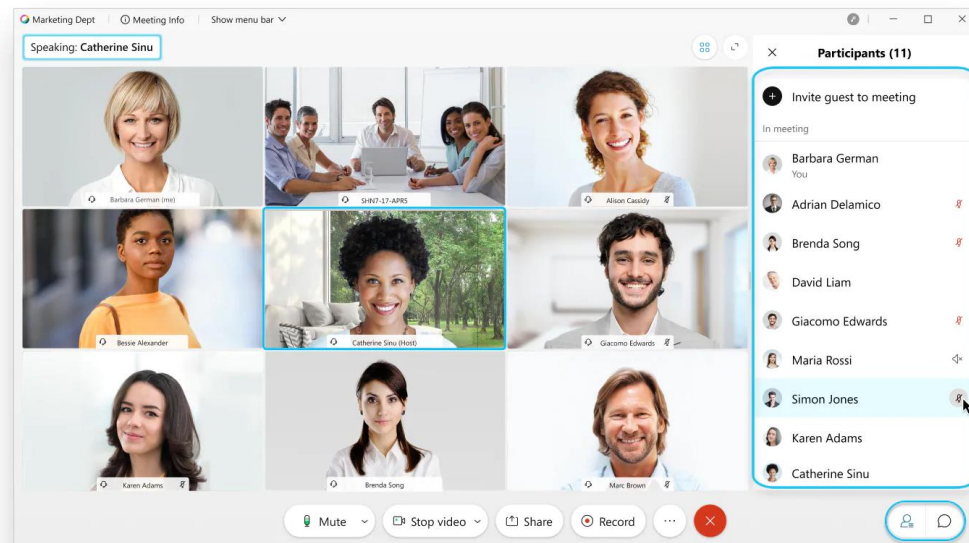 Marketing Dept
Meeting Info
Show menu bar
Speaking: Catherine Sinu
Participants (11)
Invite guest to meeting
In meeting
Barbara German
You
Adrian Delamico
Brenda Song
David Liam
Giacomo Edwards
Maria Rossi
Simon Jones
Karen Adams
Catherine Sinu
Barbara German (me)
SHN7-17-APR5
Alison Cassidy
Bessie Alexander
Catherine Sinu (Host)
Giacomo Edwards
Karen Adams
Brenda Song
Marc Brown
Mute
Stop video
Share
Record